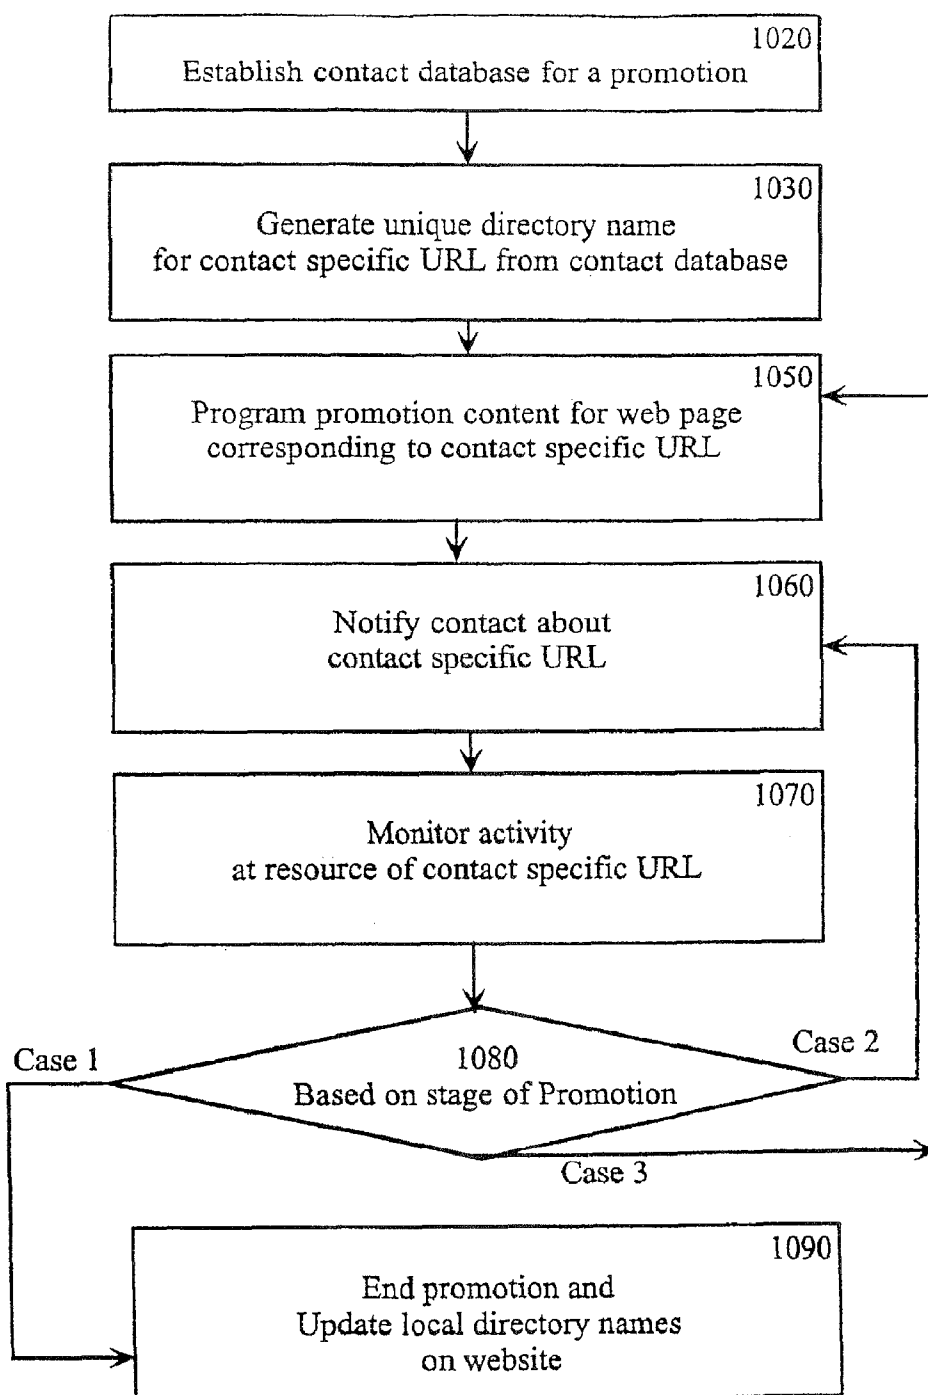 1020
Establish contact database for a promotion
1030
Generate unique directory name
for contact specific URL from contact database
1050
Program promotion content for web page
corresponding to contact specific URL
1060
Notify contact about
contact specific URL
1070
Monitor activity
at resource of contact specific URL
Case 1
1080
Case 2
Based on stage of Promotion
Case 3
1090
End promotion and
Update local directory names
on website